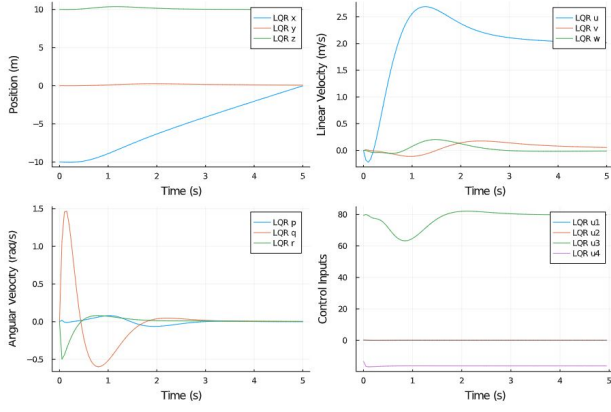 10
5
0
−5
−10
Position (m)
0
1
2
3
4
5
Time (s)
LQR x
LQR y
LQR z
2.5
2.0
1.5
1.0
0.5
0.0
Linear Velocity (m/s)
0
1
2
3
4
5
Time (s)
LQR u
LQR v
LQR w
1.5
1.0
0.5
0.0
−0.5
Angular Velocity (rad/s)
0
1
2
3
4
5
Time (s)
LQR p
LQR q
LQR r
80
60
40
20
0
Control Inputs
0
1
2
3
4
5
Time (s)
LQR u1
LQR u2
LQR u3
LQR u4